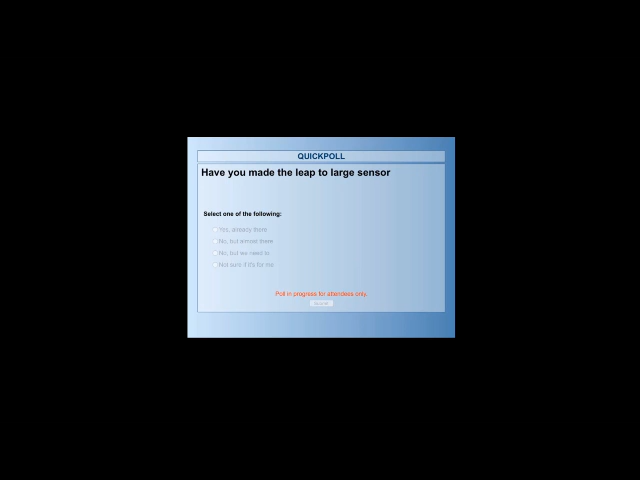 QUICKPOLL
Have you made the leap to large sensor
Select one of the following:
Yes, already there
No, but almost there
No, but we need to
Not sure if it's for me
Poll in progress for attendees only.